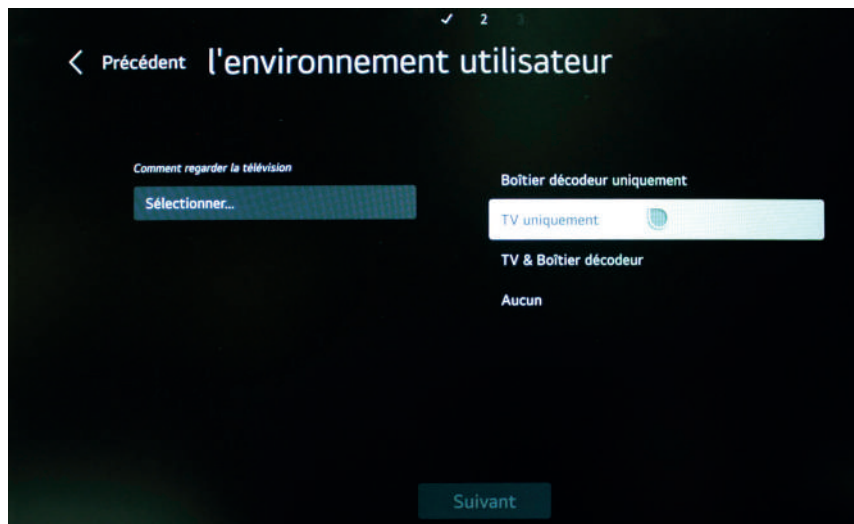 ✓ 2 3
Précédent l'environnement utilisateur
Comment regarder la télévision
Sélectionner...
Boîtier décodeur uniquement
TV uniquement
TV & Boîtier décodeur
Aucun
Suivant